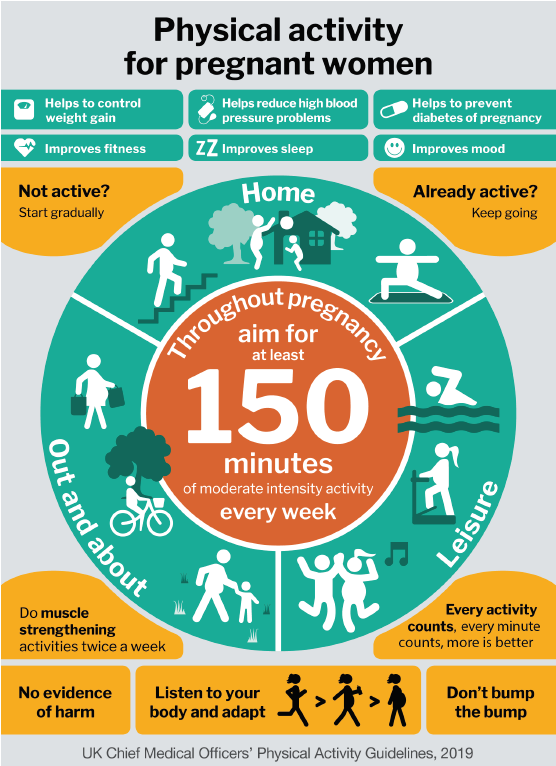 Physical activity
for pregnant women
Helps to control
weight gain
Helps reduce high blood
pressure problems
Helps to prevent
diabetes of pregnancy
Improves fitness
ZZ Improves sleep
Improves mood
Not active?
Start gradually
Already active?
Keep going
Home
Throughout pregnancy
aim for
at least
150
minutes
of moderate intensity activity
every week
Out and about
Leisure
Do muscle
strengthening
activities twice a week
Every activity
counts, every minute
counts, more is better
No evidence
of harm
Listen to your
body and adapt
> >
Don't bump
the bump
UK Chief Medical Officers' Physical Activity Guidelines, 2019